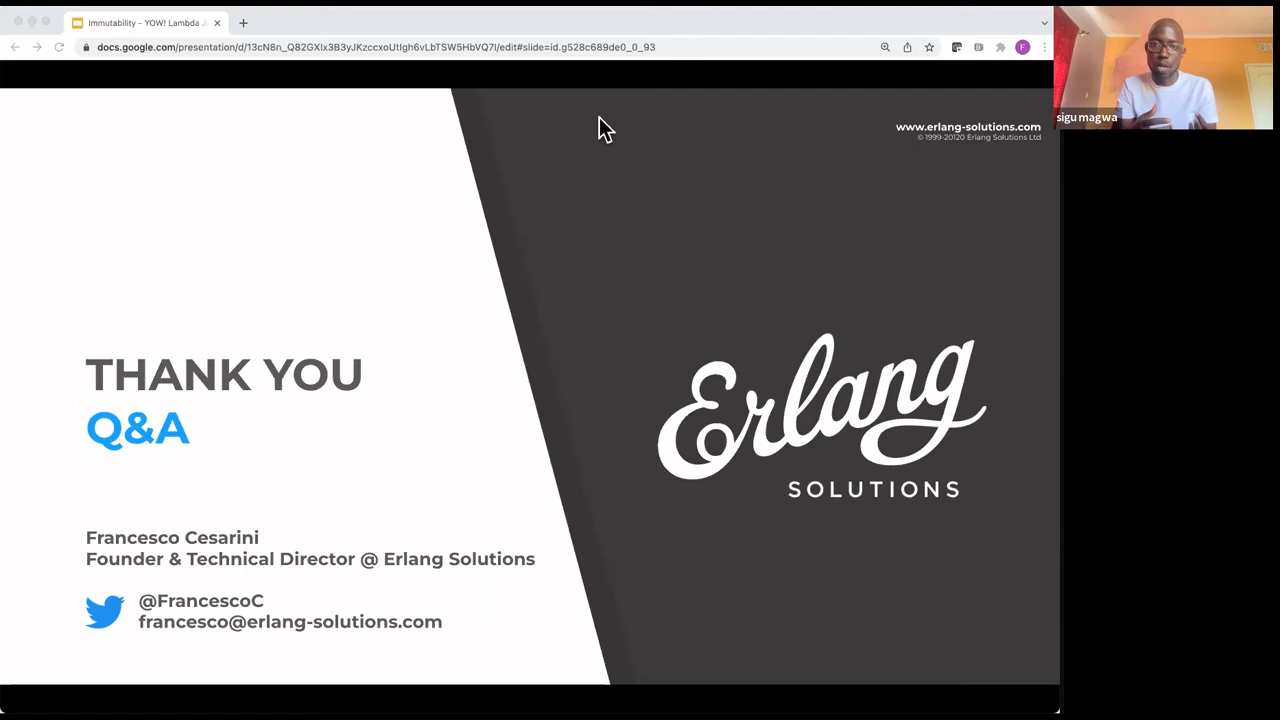 Immutability - YOW! Lambda
docs.google.com/presentation/d/13cN8n_Q82GXIx3B3yJKzccxoUtIgh6vLbTSW5HbVQ7I/edit#slide=id.g528c689de0_0_93
F
sigu magwa
www.erlang-solutions.com
© 1999-20120 Erlang Solutions Ltd
THANK YOU
Q&A
Erlang
SOLUTIONS
Francesco Cesarini
Founder & Technical Director @ Erlang Solutions
@FrancescoC
francesco@erlang-solutions.com